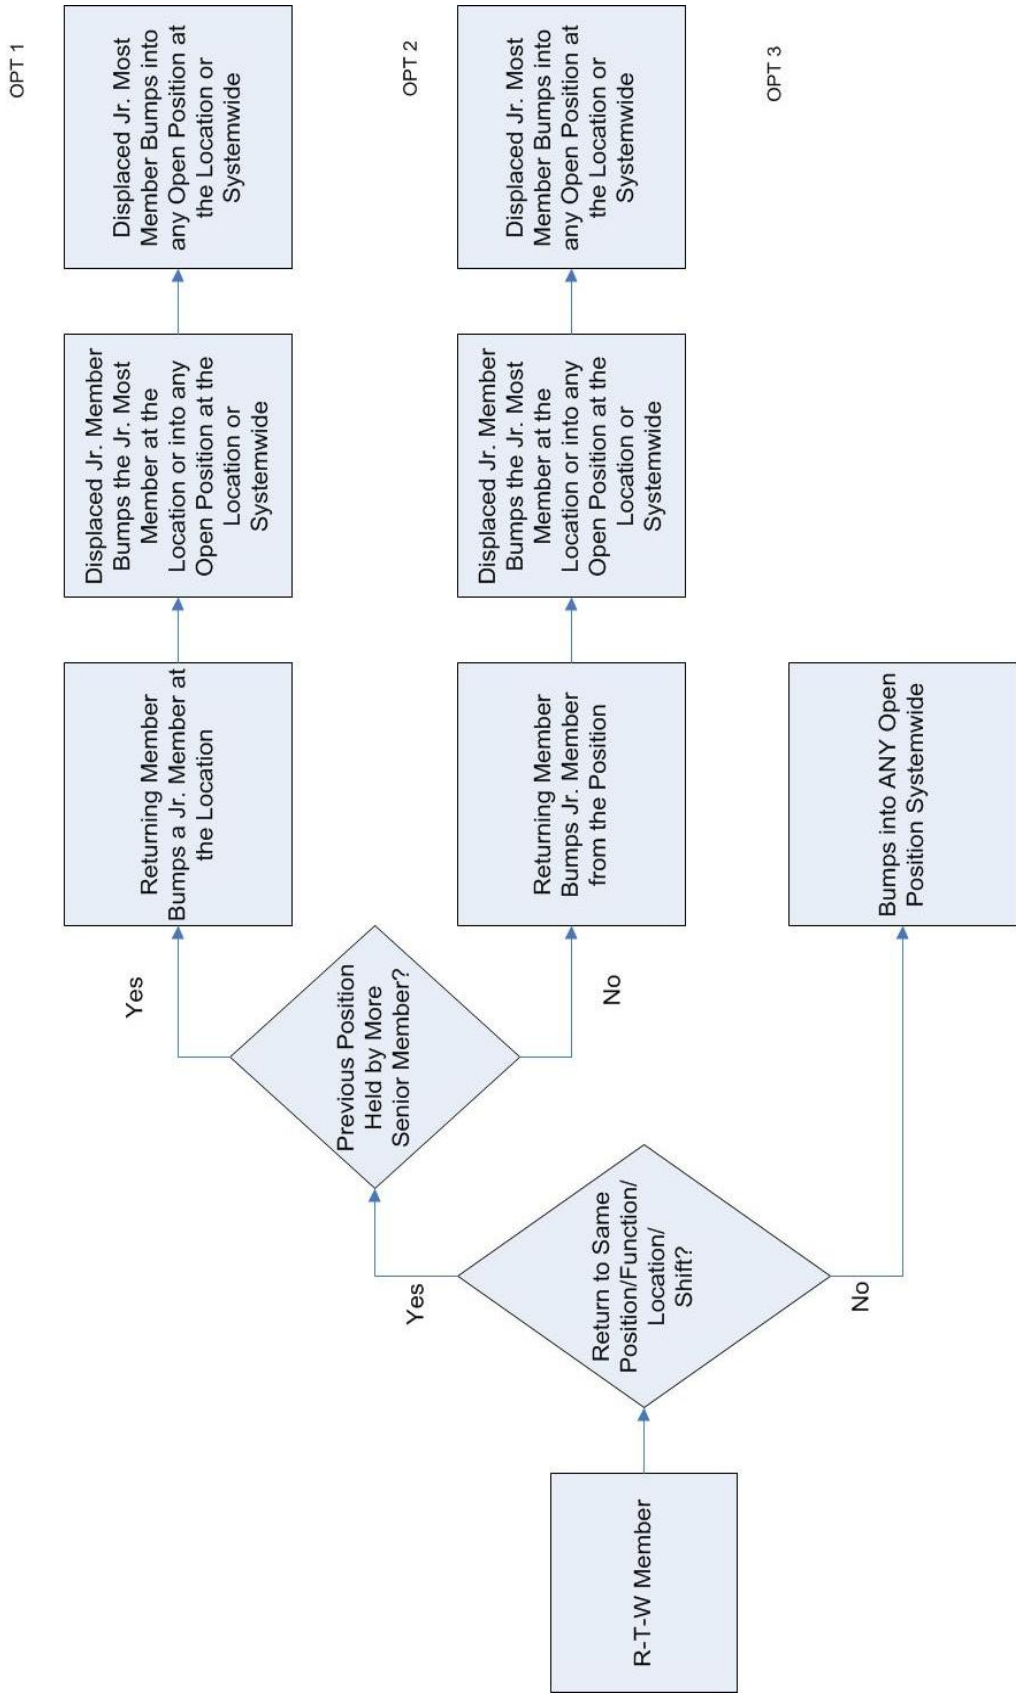 R-T-W Member
Return to Same
Position/Function/
Location/
Shift?
Yes
No
Previous Position
Held by More
Senior Member?
Yes
No
Returning Member
Bumps a Jr. Member at
the Location
Displaced Jr. Member
Bumps the Jr. Most
Member at the
Location or into any
Open Position at the
Location or
Systemwide
Displaced Jr. Most
Member Bumps into
any Open Position at
the Location or
Systemwide
OPT 1
Returning Member
Bumps Jr. Member
from the Position
Displaced Jr. Member
Bumps the Jr. Most
Member at the
Location or into any
Open Position at the
Location or
Systemwide
Displaced Jr. Most
Member Bumps into
any Open Position at
the Location or
Systemwide
OPT 2
Bumps into ANY Open
Position Systemwide
OPT 3